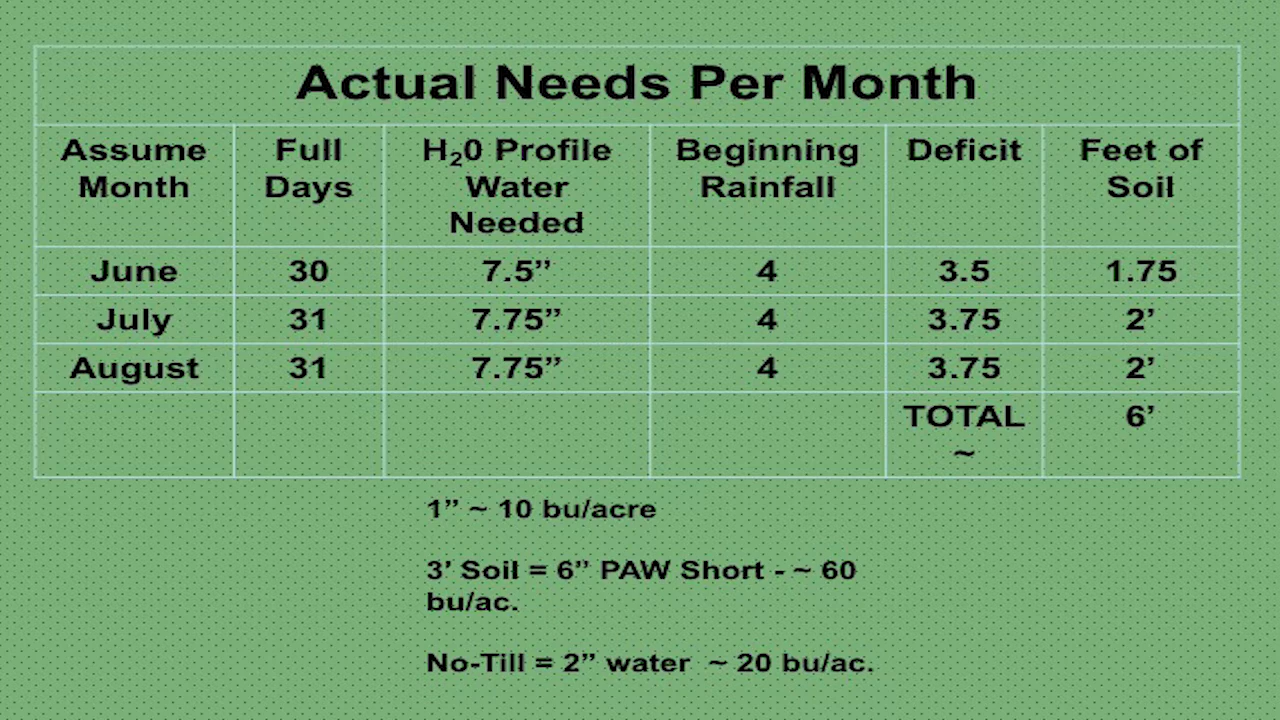 Actual Needs Per Month
Assume Month | Full Days | H₂0 Profile Water Needed | Beginning Rainfall | Deficit | Feet of Soil
June | 30 | 7.5’’ | 4 | 3.5 | 1.75
July | 31 | 7.75’’ | 4 | 3.75 | 2’
August | 31 | 7.75’’ | 4 | 3.75 | 2’
TOTAL ~ | 6’
1’’ ~ 10 bu/acre
3’ Soil = 6’’ PAW Short - ~ 60
bu/ac.
No-Till = 2’’ water ~ 20 bu/ac.